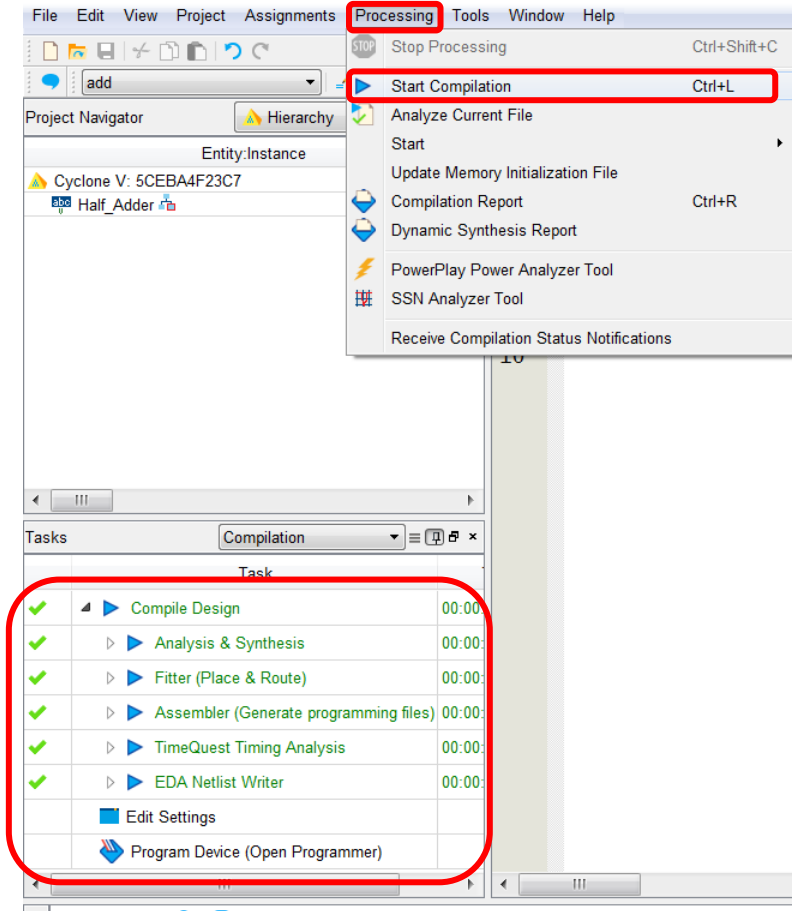 File Edit View Project Assignments Processing Tools Window Help
STOP Stop Processing Ctrl+Shift+C
add
Start Compilation Ctrl+L
Project Navigator Hierarchy
Analyze Current File
Start
Entity:Instance
Update Memory Initialization File
Cyclone V: 5CEBA4F23C7
abc Half_Adder
Compilation Report Ctrl+R
Dynamic Synthesis Report
PowerPlay Power Analyzer Tool
SSN Analyzer Tool
Receive Compilation Status Notifications
10
Tasks Compilation
Task
Compile Design 00:00:
Analysis & Synthesis 00:00:
Fitter (Place & Route) 00:00:
Assembler (Generate programming files) 00:00:
TimeQuest Timing Analysis 00:00:
EDA Netlist Writer 00:00:
Edit Settings
Program Device (Open Programmer)